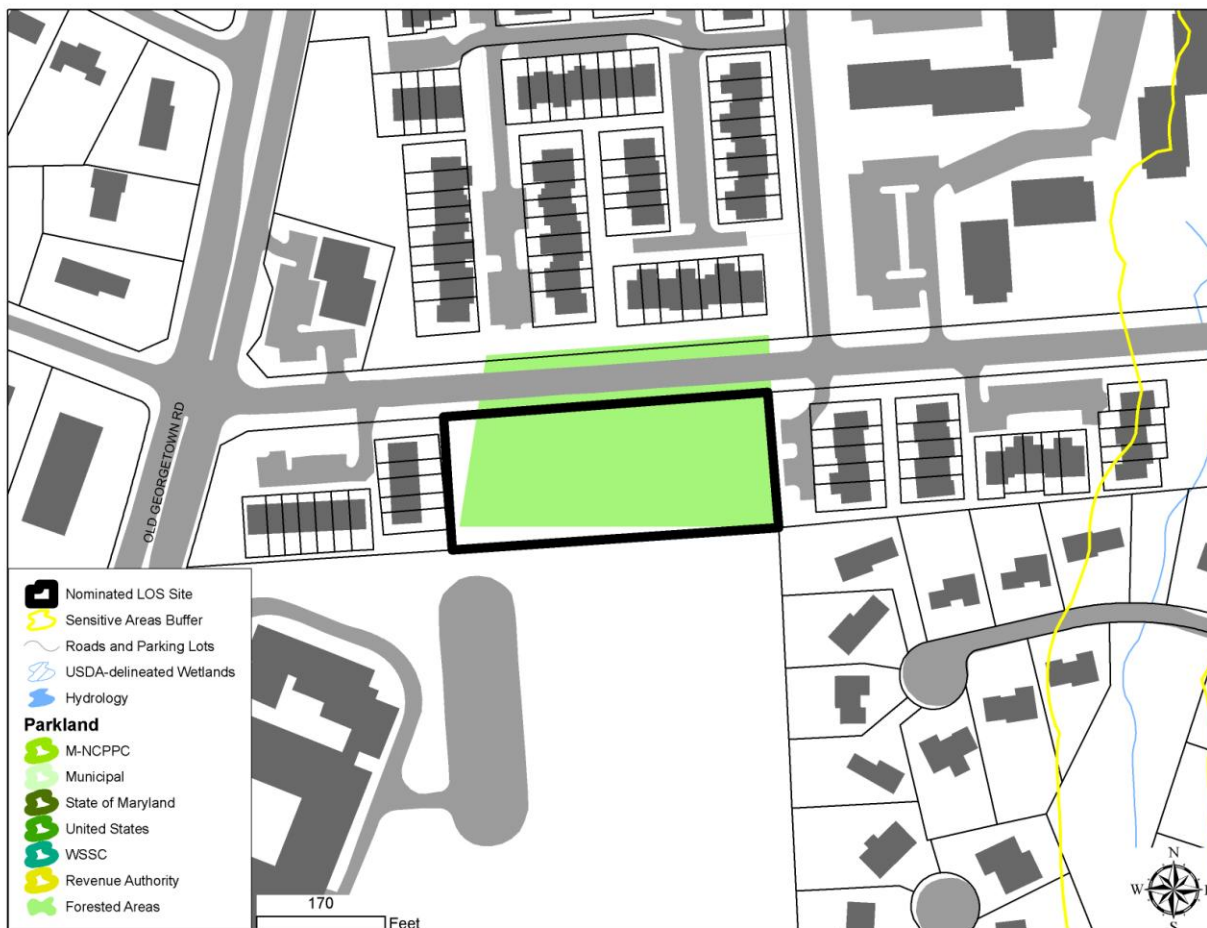 OLD GEORGETOWN RD
Nominated LOS Site
Sensitive Areas Buffer
Roads and Parking Lots
USDA-delineated Wetlands
Hydrology
Parkland
M-NCPPC
Municipal
State of Maryland
United States
WSSC
Revenue Authority
Forested Areas
170
Feet
N
W E
S